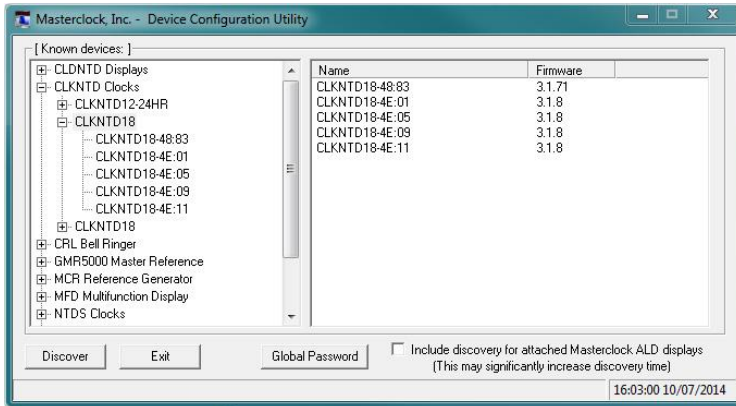 Masterclock, Inc. - Device Configuration Utility
[ Known devices: ]
CLDNTD Displays
CLKNTD Clocks
CLKNTD12-24HR
CLKNTD18
CLKNTD18-48:83
CLKNTD18-4E:01
CLKNTD18-4E:05
CLKNTD18-4E:09
CLKNTD18-4E:11
CLKNTD18
CRL Bell Ringer
GMR5000 Master Reference
MCR Reference Generator
MFD Multifunction Display
NTDS Clocks
Name Firmware
CLKNTD18-48:83 3.1.71
CLKNTD18-4E:01 3.1.8
CLKNTD18-4E:05 3.1.8
CLKNTD18-4E:09 3.1.8
CLKNTD18-4E:11 3.1.8
Discover Exit Global Password
Include discovery for attached Masterclock ALD displays
(This may significantly increase discovery time)
16:03:00 10/07/2014